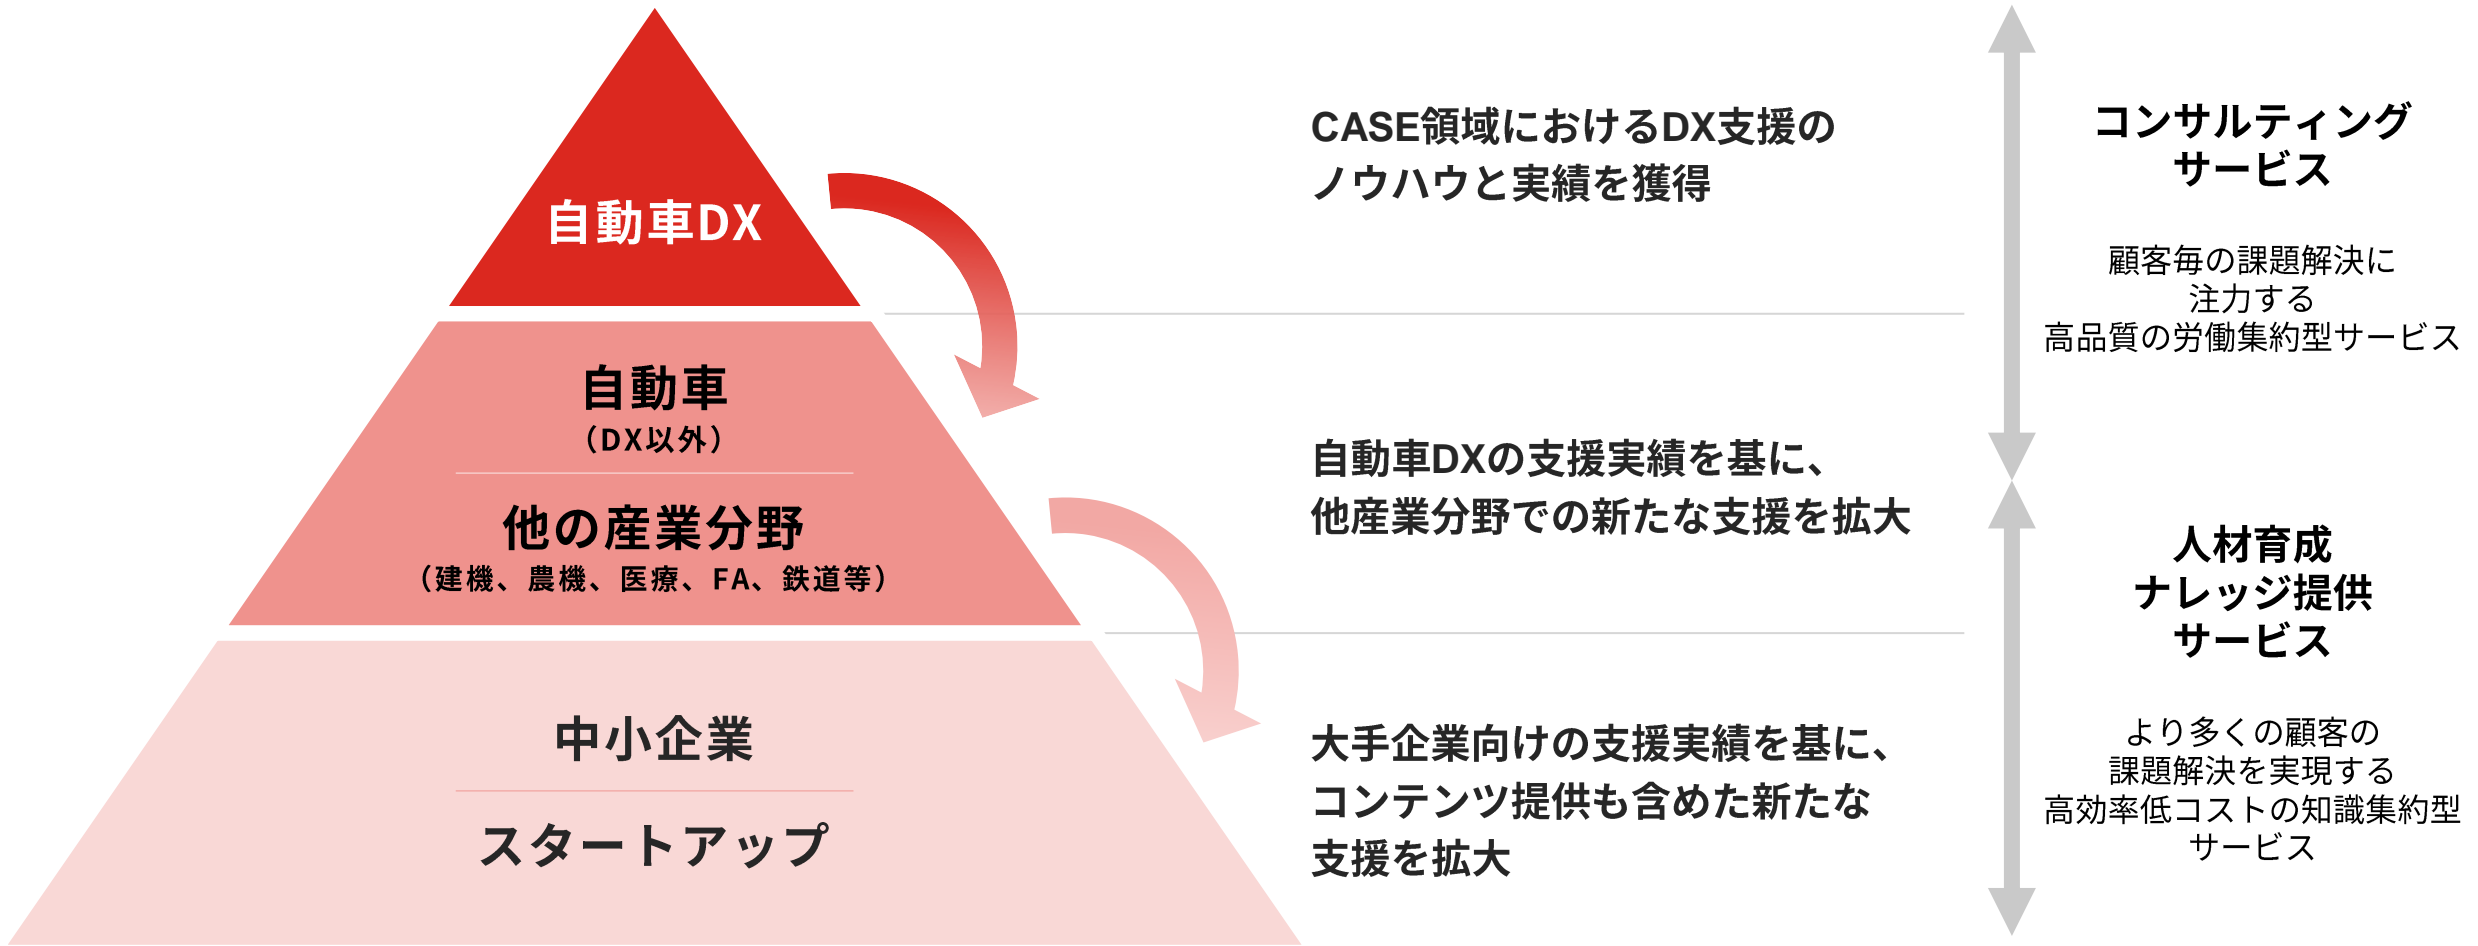 自動車DX
自動車
（DX以外）
他の産業分野
（建機、農機、医療、FA、鉄道等）
中小企業
スタートアップ
CASE領域におけるDX支援の
ノウハウと実績を獲得
自動車DXの支援実績を基に、
他産業分野での新たな支援を拡大
大手企業向けの支援実績を基に、
コンテンツ提供も含めた新たな
支援を拡大
コンサルティング
サービス
顧客毎の課題解決に
注力する
高品質の労働集約型サービス
人材育成
ナレッジ提供
サービス
より多くの顧客の
課題解決を実現する
高効率低コストの知識集約型
サービス